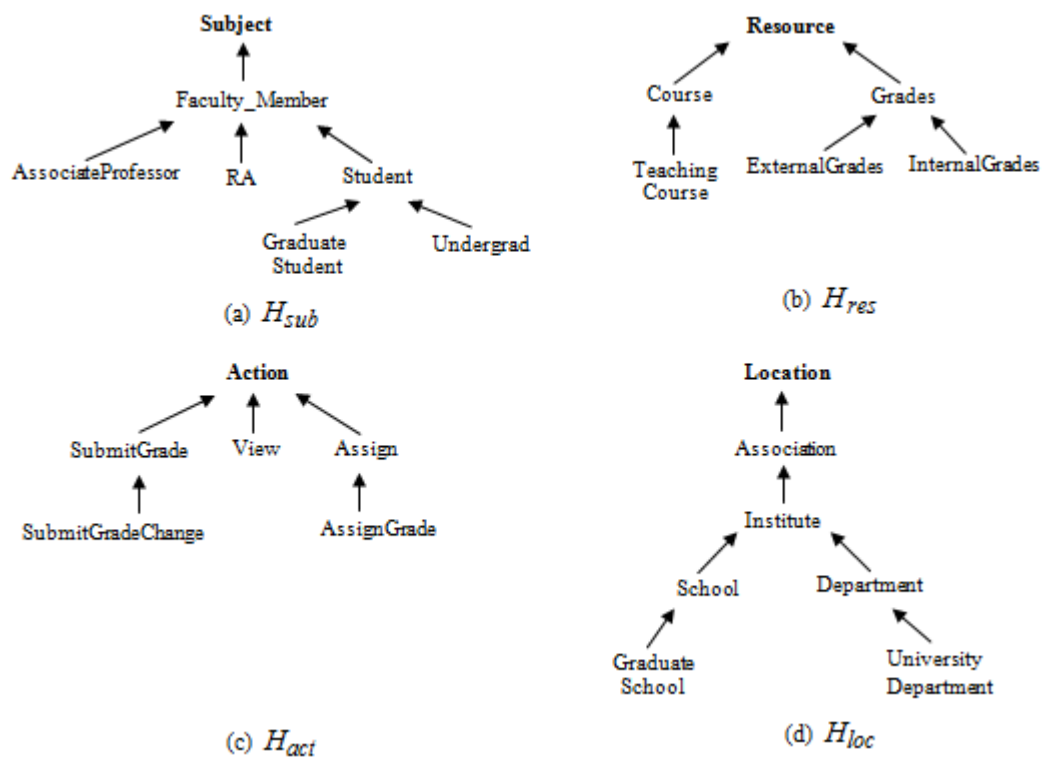 Subject
Faculty_Member
AssociateProfessor
RA
Student
Graduate
Student
Undergrad
(a) Hsub
Resource
Course
Grades
Teaching
Course
ExternalGrades
InternalGrades
(b) Hres
Action
SubmitGrade
View
Assign
SubmitGradeChange
AssignGrade
(c) Hact
Location
Association
Institute
School
Department
Graduate
School
University
Department
(d) Hloc